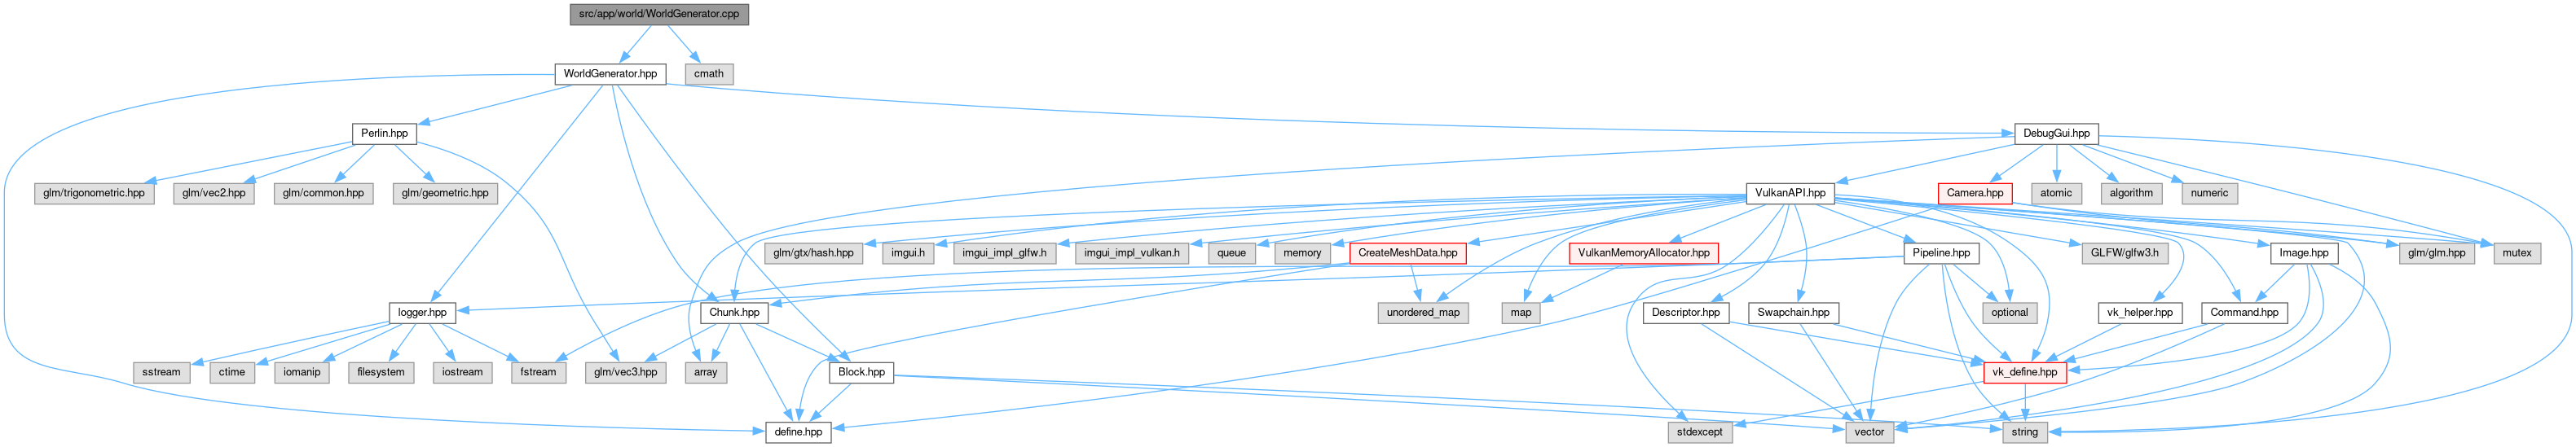 src/app/world/WorldGenerator.cpp
WorldGenerator.hpp
cmath
Perlin.hpp
DebugGui.hpp
glm/trigonometric.hpp
glm/vec2.hpp
glm/common.hpp
glm/geometric.hpp
VulkanAPI.hpp
Camera.hpp
atomic
algorithm
numeric
glm/gtx/hash.hpp
imgui.h
imgui_impl_glfw.h
imgui_impl_vulkan.h
queue
memory
CreateMeshData.hpp
VulkanMemoryAllocator.hpp
Pipeline.hpp
GLFW/glfw3.h
Image.hpp
glm/glm.hpp
mutex
logger.hpp
Chunk.hpp
unordered_map
map
Descriptor.hpp
Swapchain.hpp
optional
vk_helper.hpp
Command.hpp
sstream
ctime
iomanip
filesystem
iostream
fstream
glm/vec3.hpp
array
Block.hpp
vk_define.hpp
define.hpp
stdexcept
vector
string